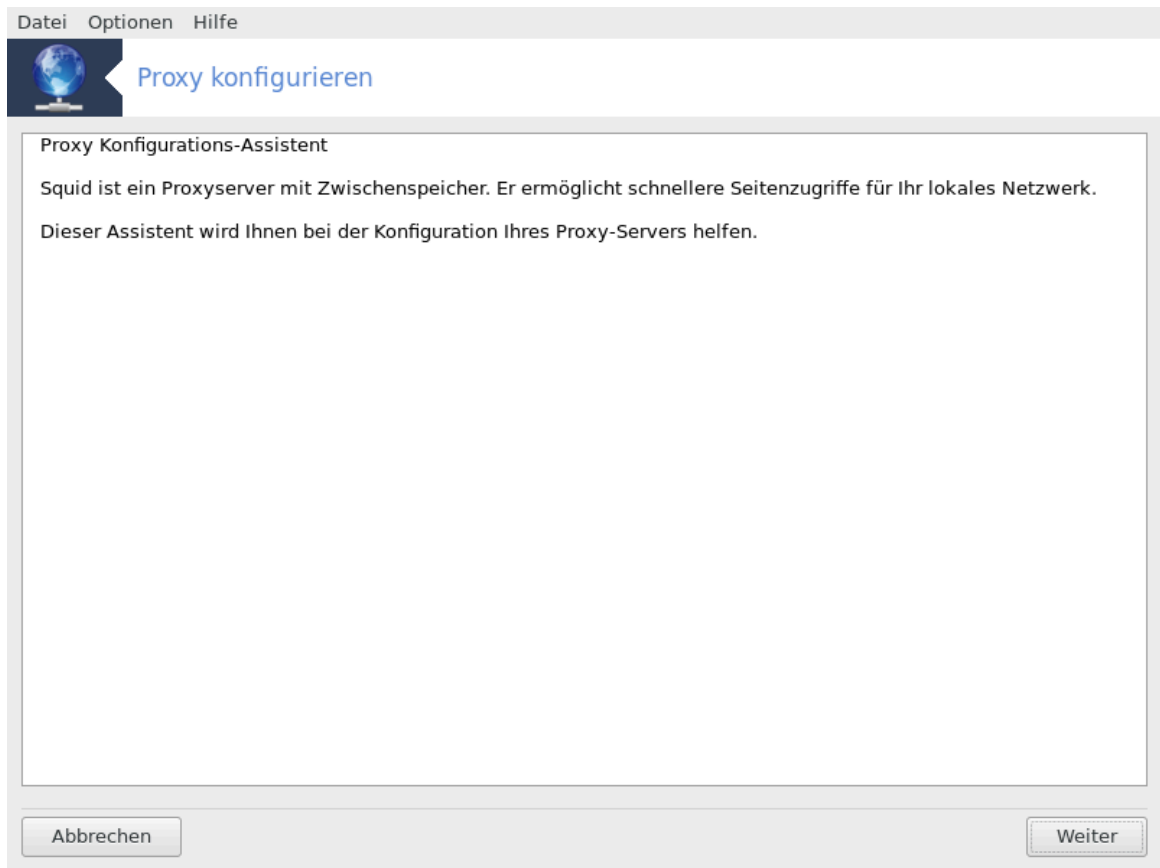 Datei Optionen Hilfe
Proxy konfigurieren
Proxy Konfigurations-Assistent
Squid ist ein Proxyserver mit Zwischenspeicher. Er ermöglicht schnellere Seitenzugriffe für Ihr lokales Netzwerk.
Dieser Assistent wird Ihnen bei der Konfiguration Ihres Proxy-Servers helfen.
Abbrechen Weiter